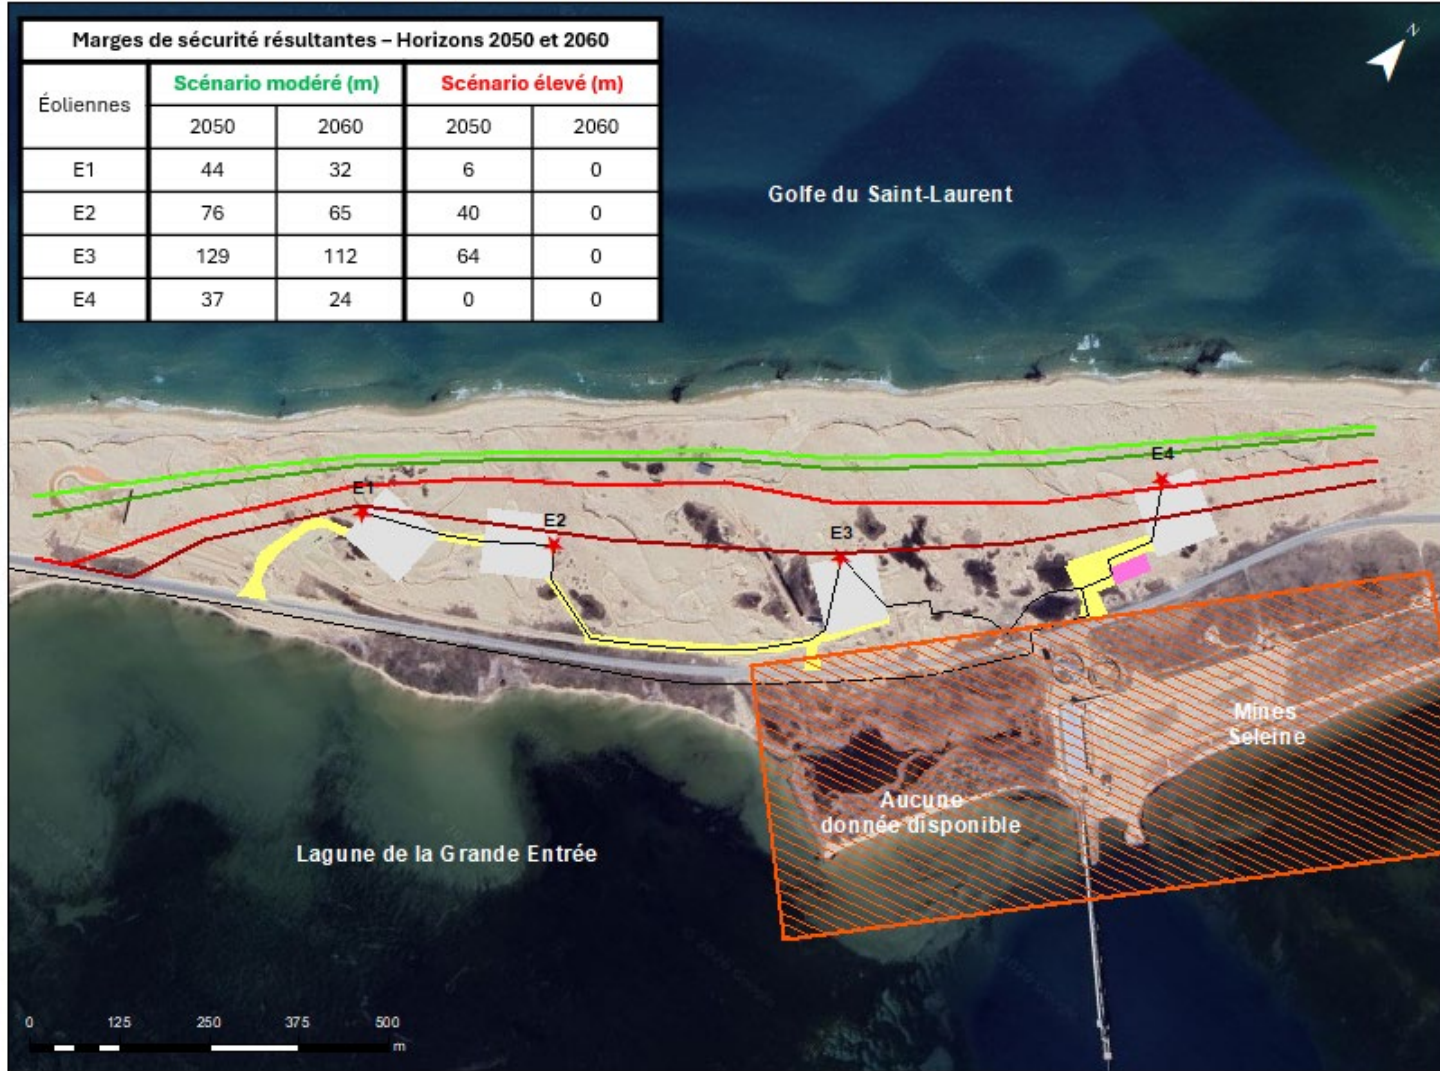 Marges de sécurité résultantes – Horizons 2050 et 2060
Éoliennes
Scénario modéré (m)
Scénario élevé (m)
2050
2060
2050
2060
E1
44
32
6
0
E2
76
65
40
0
E3
129
112
64
0
E4
37
24
0
0
N
Golfe du Saint-Laurent
E4
E1
E2
E3
Mines
Seleine
Aucune
donnée disponible
Lagune de la Grande Entrée
0
125
250
375
500
m